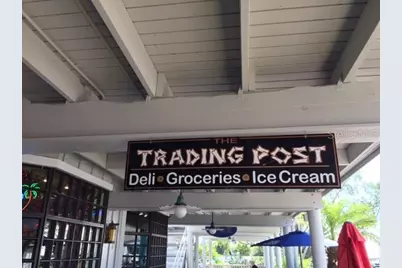 THE
TRADING POST
Deli • Groceries • Ice Cream